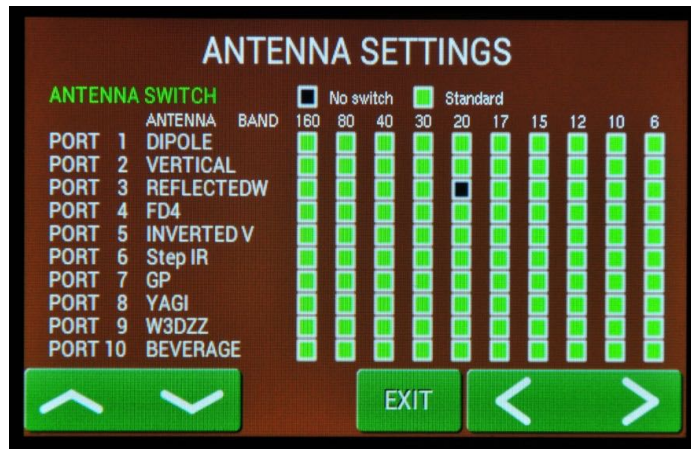 ANTENNA SETTINGS
ANTENNA SWITCH No switch Standard
ANTENNA BAND 160 80 40 30 20 17 15 12 10 6
PORT 1 DIPOLE
PORT 2 VERTICAL
PORT 3 REFLECTEDW
PORT 4 FD4
PORT 5 INVERTED V
PORT 6 Step IR
PORT 7 GP
PORT 8 YAGI
PORT 9 W3DZZ
PORT 10 BEVERAGE
EXIT